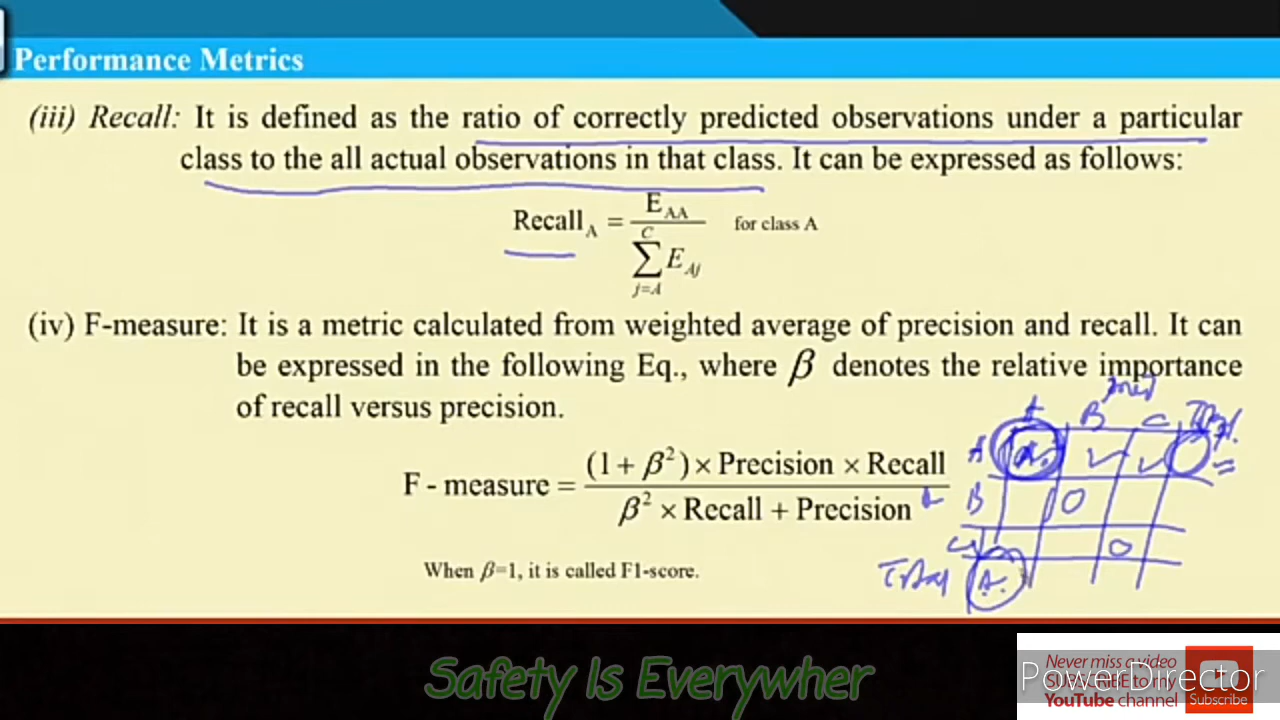 Performance Metrics
(iii) Recall: It is defined as the ratio of correctly predicted observations under a particular
class to the all actual observations in that class. It can be expressed as follows:
Recall_A = E_AA / ∑_{j=A}^{C} E_Aj for class A
(iv) F-measure: It is a metric calculated from weighted average of precision and recall. It can
be expressed in the following Eq., where β denotes the relative importance
of recall versus precision.
F - measure = (1 + β²) × Precision × Recall / β² × Recall + Precision
When β=1, it is called F1-score.
A B C
A
B
C
Total A.
Safety Is Everywher
Never miss a video
SUBSCRIBE to my
YouTube channel
Subscribe
PowerDirector